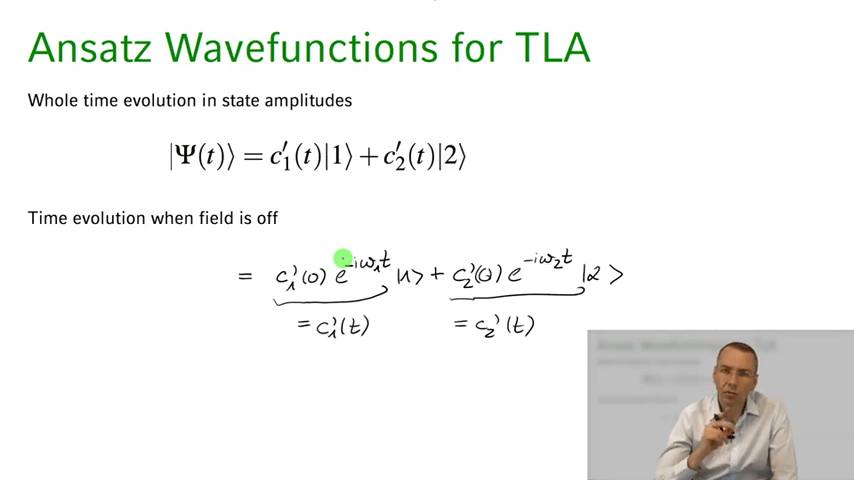 Ansatz Wavefunctions for TLA
Whole time evolution in state amplitudes
|Ψ(t)⟩ = c′₁(t)|1⟩ + c′₂(t)|2⟩
Time evolution when field is off
= c₁'(0) e^{-iω₁t} |1> + c₂'(0) e^{-iω₂t} |2>
= c₁'(t) = c₂'(t)